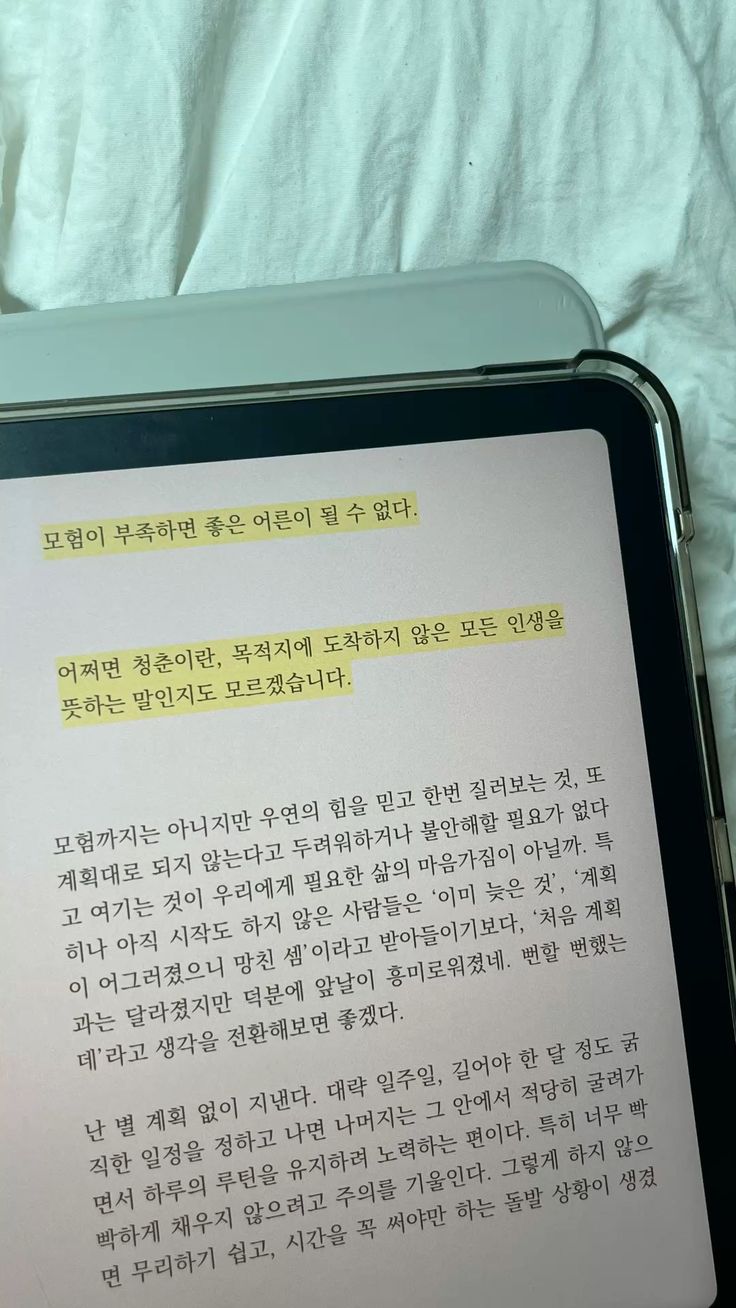 모험이 부족하면 좋은 어른이 될 수 없다.
어쩌면 청춘이란, 목적지에 도착하지 않은 모든 인생을
뜻하는 말인지도 모르겠습니다.
모험까지는 아니지만 우연의 힘을 믿고 한번 질러보는 것, 또
계획대로 되지 않는다고 두려워하거나 불안해할 필요가 없다
고 여기는 것이 우리에게 필요한 삶의 마음가짐이 아닐까. 특
히나 아직 시작도 하지 않은 사람들은 ‘이미 늦은 것’, ‘계획
이 어그러졌으니 망친 셈’이라고 받아들이기보다, ‘처음 계획
과는 달라졌지만 덕분에 앞날이 흥미로워졌네. 뻔할 뻔했는
데’라고 생각을 전환해보면 좋겠다.
난 별 계획 없이 지낸다. 대략 일주일, 길어야 한 달 정도 굵
직한 일정을 정하고 나면 나머지는 그 안에서 적당히 굴려가
면서 하루의 루틴을 유지하려 노력하는 편이다. 특히 너무 빡
빡하게 채우지 않으려고 주의를 기울인다. 그렇게 하지 않으
면 무리하기 쉽고, 시간을 꼭 써야만 하는 돌발 상황이 생겼